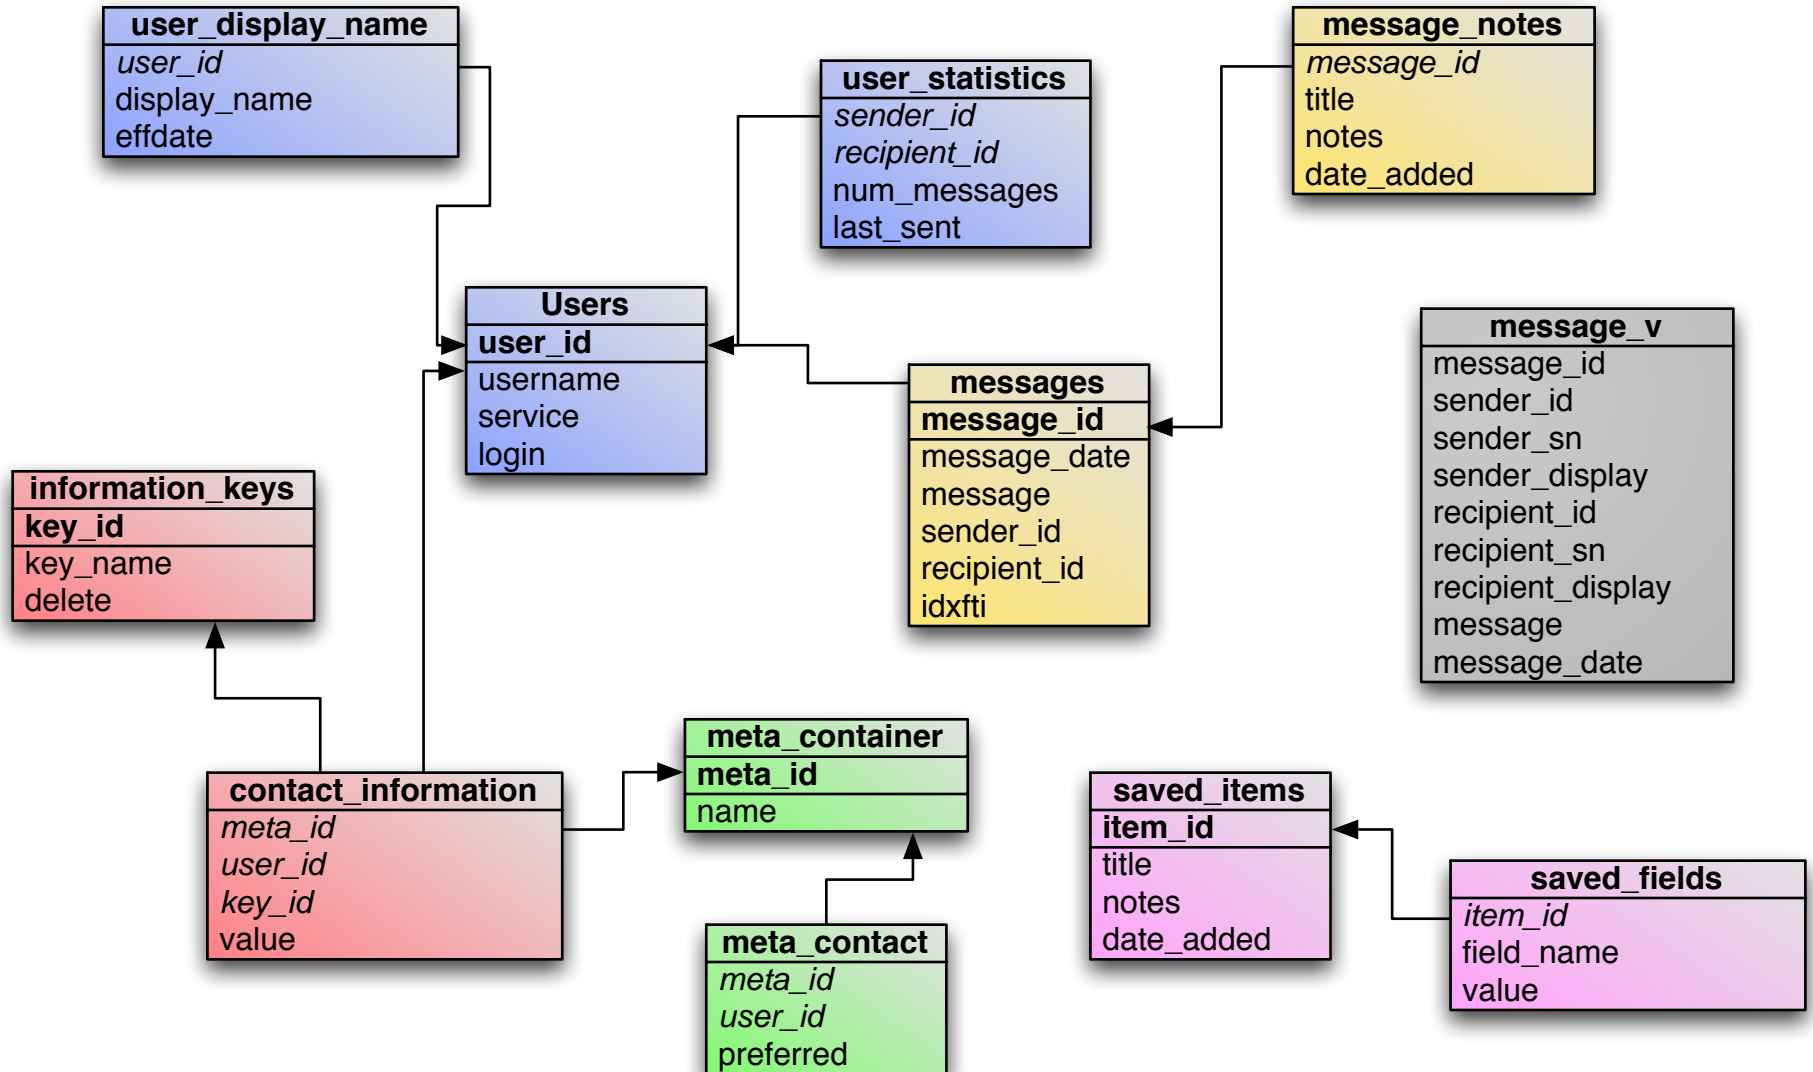 user_display_name
user_id
display_name
effdate
user_statistics
sender_id
recipient_id
num_messages
last_sent
message_notes
message_id
title
notes
date_added
Users
user_id
username
service
login
messages
message_id
message_date
message
sender_id
recipient_id
idxfti
message_v
message_id
sender_id
sender_sn
sender_display
recipient_id
recipient_sn
recipient_display
message
message_date
information_keys
key_id
key_name
delete
contact_information
meta_id
user_id
key_id
value
meta_container
meta_id
name
meta_contact
meta_id
user_id
preferred
saved_items
item_id
title
notes
date_added
saved_fields
item_id
field_name
value